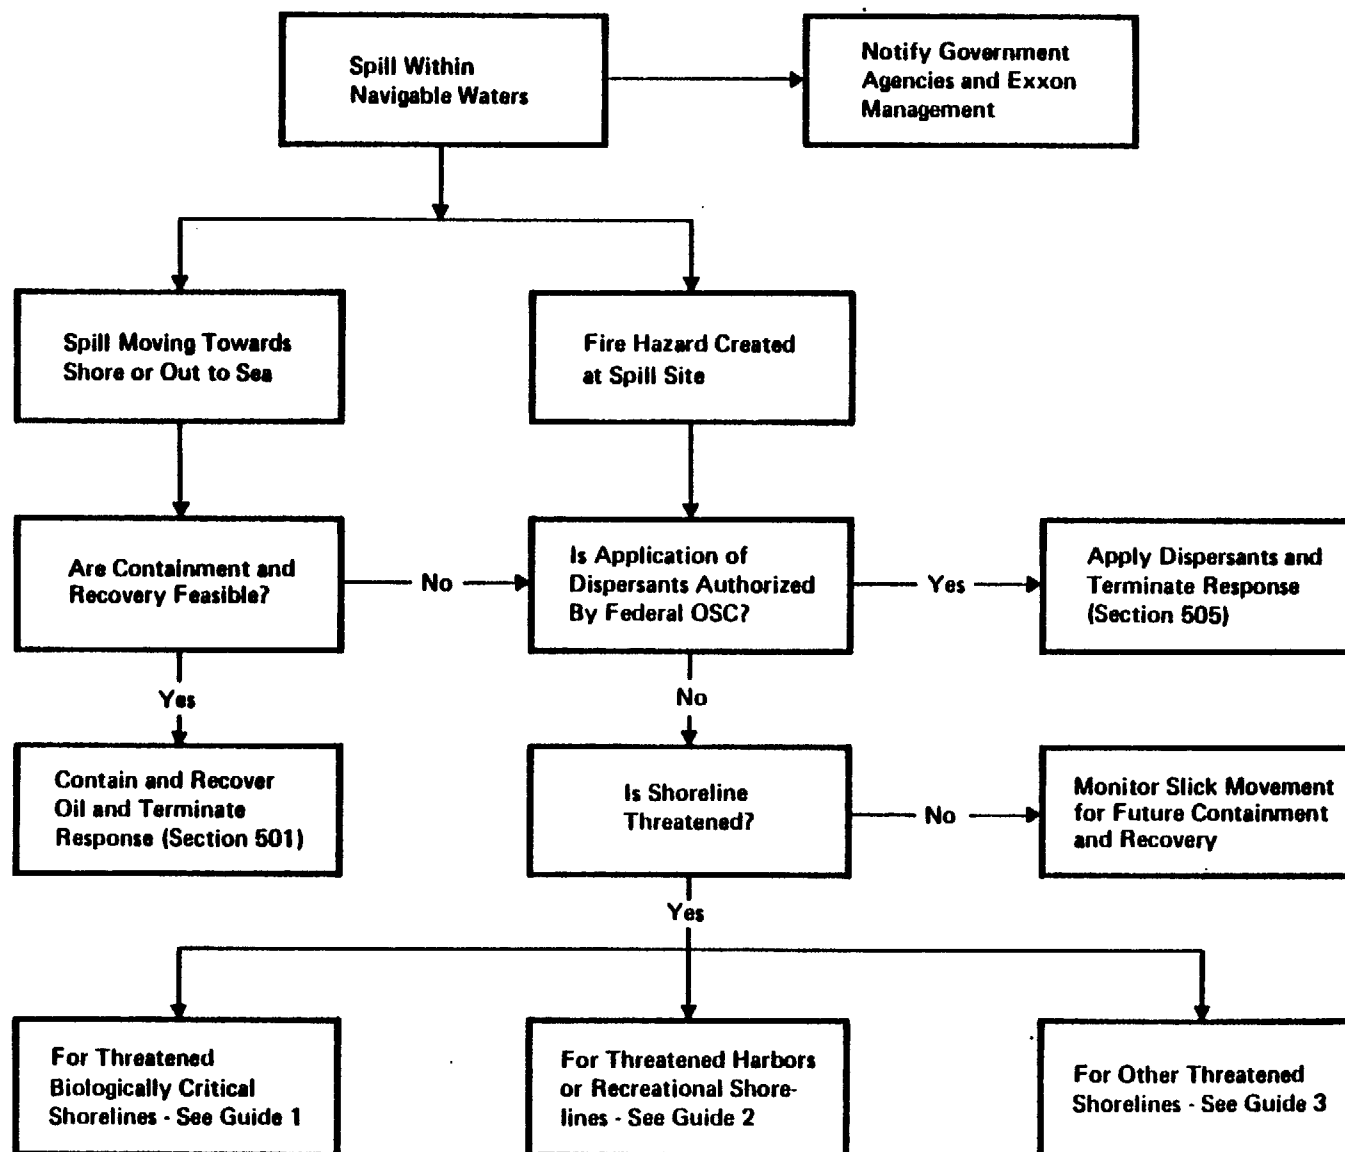 Spill Within
Navigable Waters
Notify Government
Agencies and Exxon
Management
Spill Moving Towards
Shore or Out to Sea
Fire Hazard Created
at Spill Site
Are Containment and
Recovery Feasible?
No
Is Application of
Dispersants Authorized
By Federal OSC?
Yes
Apply Dispersants and
Terminate Response
(Section 505)
Yes
No
Contain and Recover
Oil and Terminate
Response (Section 501)
Is Shoreline
Threatened?
No
Monitor Slick Movement
for Future Containment
and Recovery
Yes
For Threatened
Biologically Critical
Shorelines - See Guide 1
For Threatened Harbors
or Recreational Shore-
lines - See Guide 2
For Other Threatened
Shorelines - See Guide 3